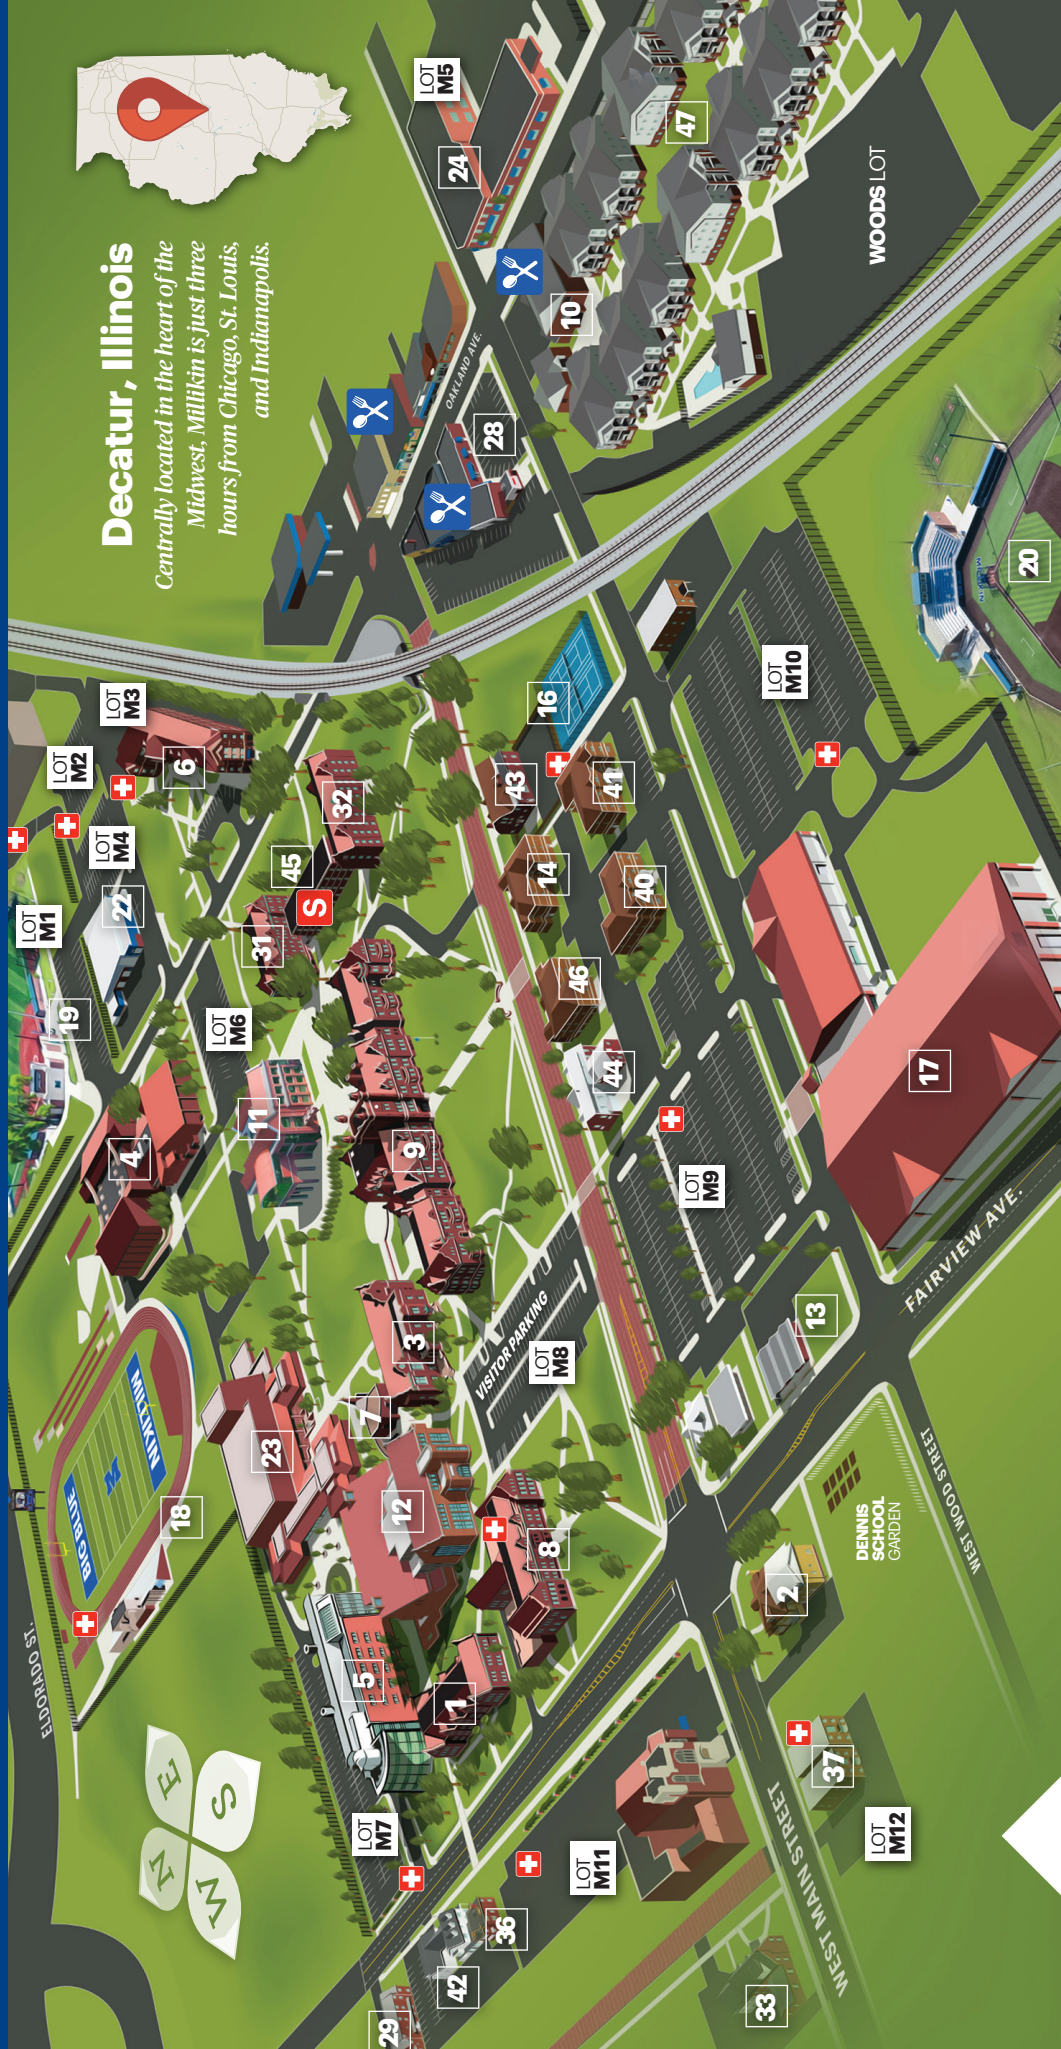 Decatur, Illinois
Centrally located in the heart of the
Midwest, Millikin is just three
hours from Chicago, St. Louis,
and Indianapolis.
ELDORADO ST.
N
E
S
W
BIG BLUE
M
MILLIKIN
18
19
LOT
M1
LOT
M2
LOT
M3
LOT
M4
22
4
6
LOT
M6
11
31
45
S
32
23
7
3
9
12
5
1
8
LOT
M7
VISITOR PARKING
LOT
M8
29
42
36
LOT
M11
OAKLAND AVE.
24
LOT
M5
28
10
47
WOODS LOT
43
16
14
41
40
46
44
LOT
M9
LOT
M10
MILLIKIN
20
17
13
FAIRVIEW AVE.
2
DENNIS
SCHOOL
GARDEN
WEST WOOD STREET
37
LOT
M12
WEST MAIN STREET
33